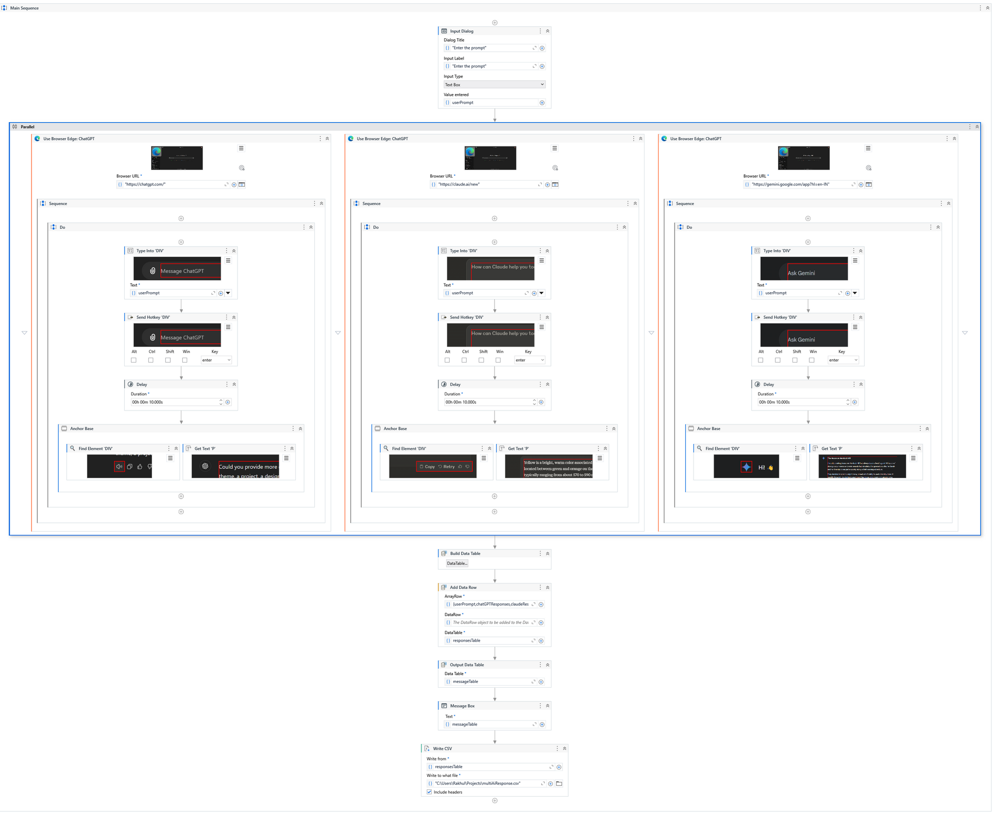 Main Sequence
Input Dialog
Dialog Title
"Enter the prompt"
Input Label
"Enter the prompt"
Input Type
Text Box
Value entered
userPrompt
Parallel
Use Browser Edge: ChatGPT
Browser URL *
"https://chatgpt.com/"
Sequence
Do
Type Into 'DIV'
Message ChatGPT
Text *
userPrompt
Send Hotkey 'DIV'
Message ChatGPT
Alt Ctrl Shift Win Key
enter
Delay
Duration *
00h 00m 10.000s
Anchor Base
Find Element 'DIV'
Get Text 'P'
Could you provide more
theme, a project, a design
Use Browser Edge: ChatGPT
Browser URL *
"https://claude.ai/new"
Sequence
Do
Type Into 'DIV'
How can Claude help you to
Text *
userPrompt
Send Hotkey 'DIV'
How can Claude help you to
Alt Ctrl Shift Win Key
enter
Delay
Duration *
00h 00m 10.000s
Anchor Base
Find Element 'DIV'
Copy Retry
Get Text 'P'
Yellow is a bright, warm color associated
located between green and orange on the
typically ranging from about 570 to 590 n
Use Browser Edge: ChatGPT
Browser URL *
"https://gemini.google.com/app?hl=en-IN"
Sequence
Do
Type Into 'DIV'
Ask Gemini
Text *
userPrompt
Send Hotkey 'DIV'
Ask Gemini
Alt Ctrl Shift Win Key
enter
Delay
Duration *
00h 00m 10.000s
Anchor Base
Find Element 'DIV'
Hi! 👋
Get Text 'P'
Build Data Table
DataTable...
Add Data Row
ArrayRow *
{userPrompt,chatGPTResponses,claudeRes
DataRow *
The DataRow object to be added to the Dat
DataTable *
responsesTable
Output Data Table
Data Table *
messageTable
Message Box
Text *
messageTable
Write CSV
Write from *
responsesTable
Write to what file *
"C:\Users\Rakhul\Projects\multiAiResponse.csv"
Include headers